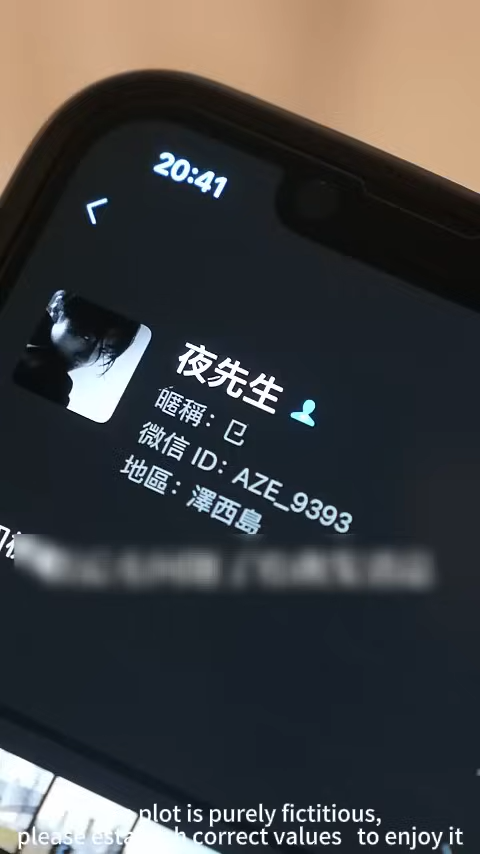 20:41
夜先生
暱稱：巳
微信 ID：AZE_9393
地區：澤西島
plot is purely fictitious,
please correct values to enjoy it